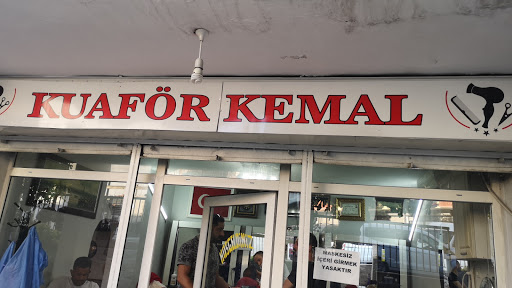 KUAFÖR KEMAL
MASKESİZ
İÇERİ GİRMEK
YASAKTIR